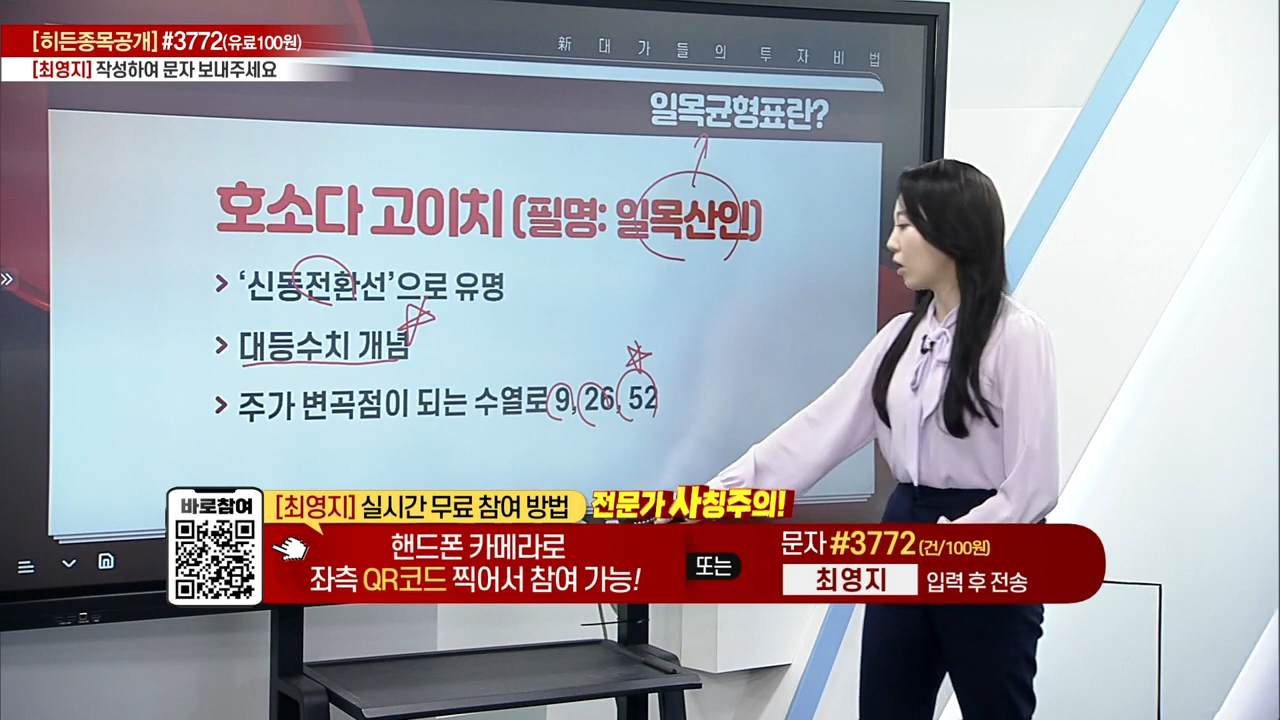 [히든종목공개] #3772(유료100원)
[최영지] 작성하여 문자 보내주세요
新 대 가 들 의 투 자 비 법
일목균형표란?
호소다 고이치 (필명: 일목산인)
‘신동전환선’으로 유명
대등수치 개념
주가 변곡점이 되는 수열로 9, 26, 52
바로참여
[최영지] 실시간 무료 참여 방법
전문가 사칭주의!
핸드폰 카메라로
좌측 QR코드 찍어서 참여 가능!
또는
문자 #3772 (건/100원)
최영지 입력 후 전송